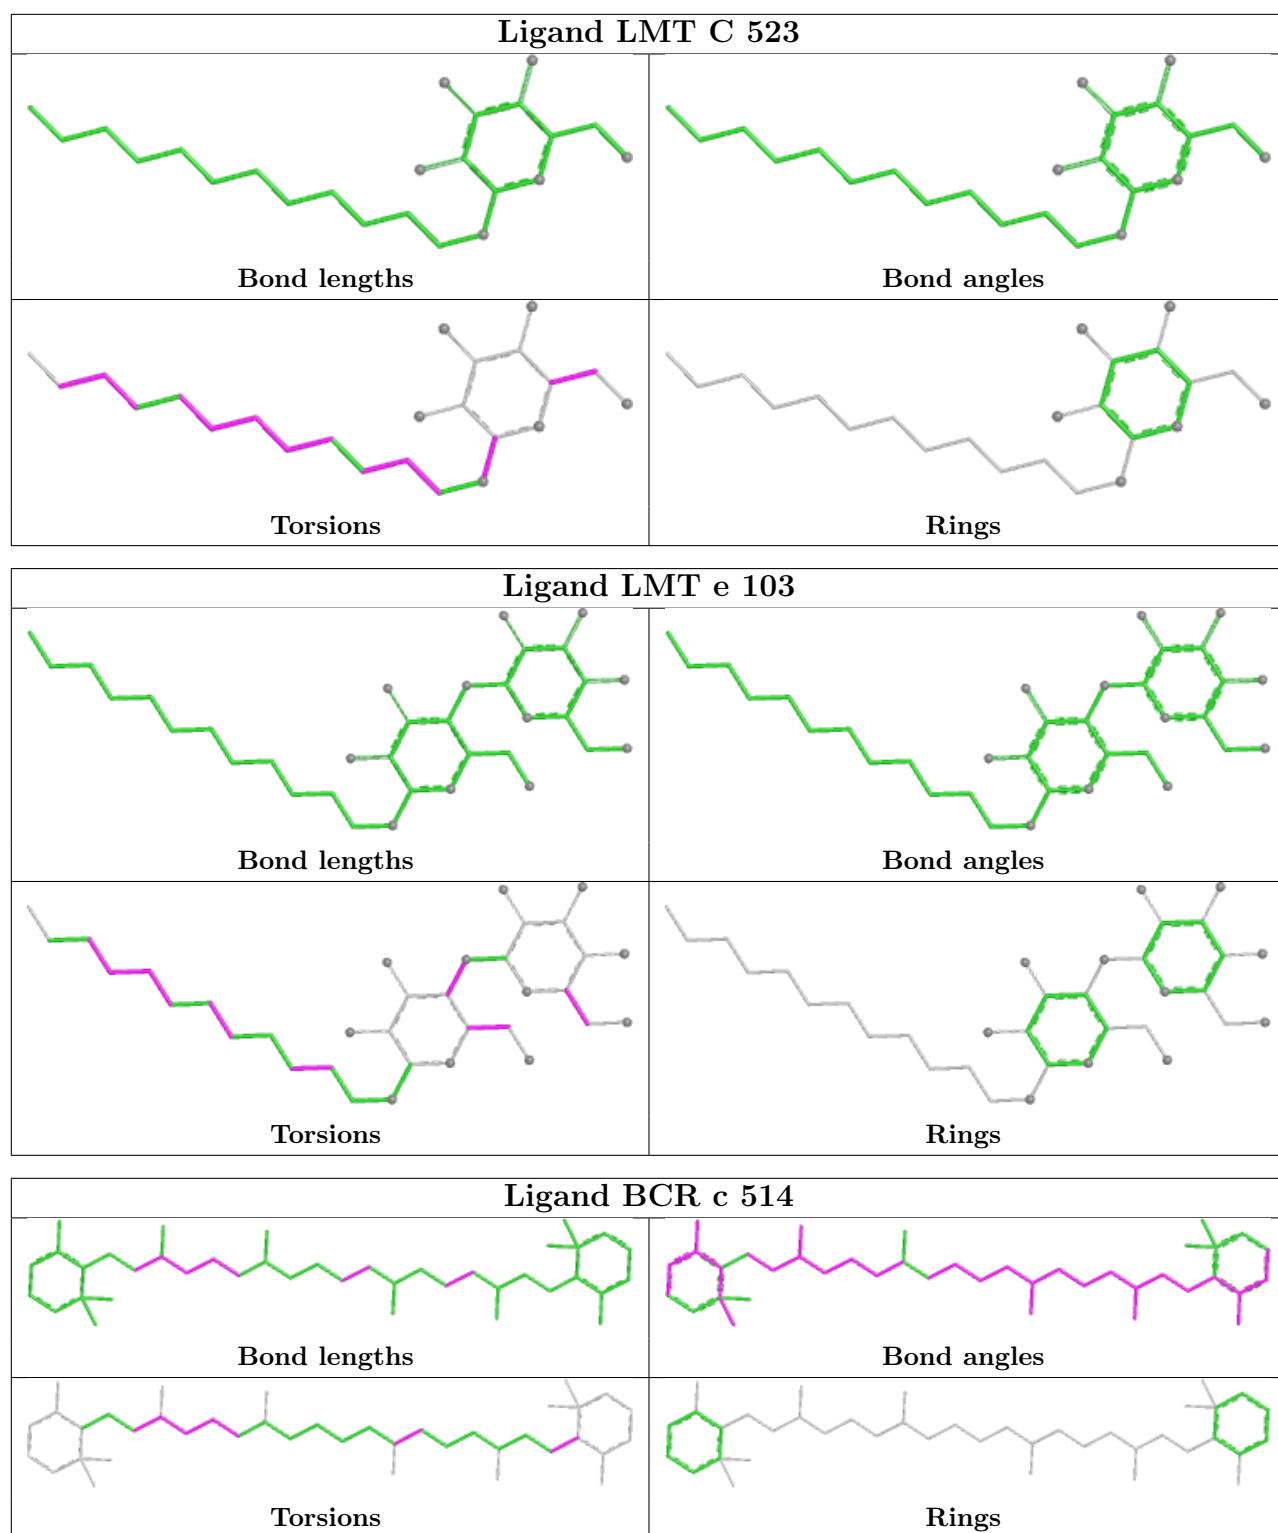 Ligand LMT C 523
Bond lengths
Bond angles
Torsions
Rings
Ligand LMT e 103
Bond lengths
Bond angles
Torsions
Rings
Ligand BCR c 514
Bond lengths
Bond angles
Torsions
Rings